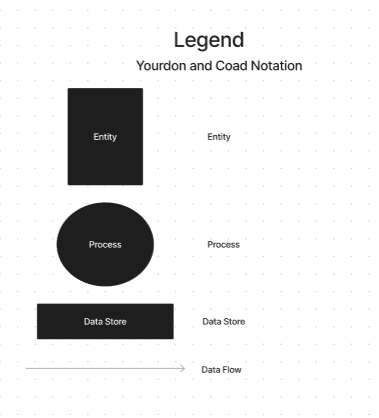 Legend
Yourdon and Coad Notation
Entity
Entity
Process
Process
Data Store
Data Store
Data Flow